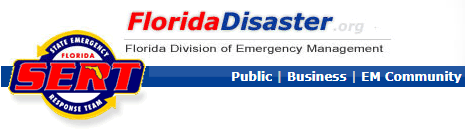 FloridaDisaster.org
Florida Division of Emergency Management
STATE EMERGENCY
FLORIDA
SERT
RESPONSE TEAM
Public | Business | EM Community